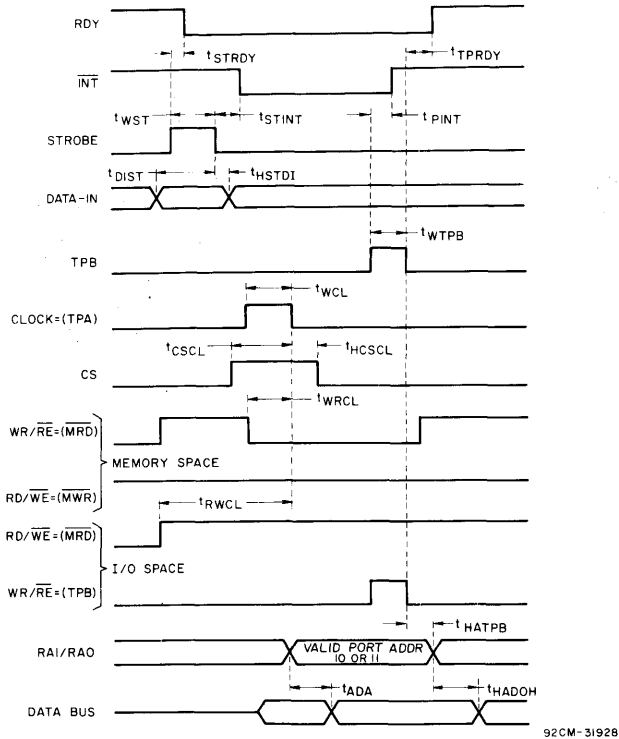 RDY
tSTRDY
tTPRDY
INT
tWST
tSTINT
tPINT
STROBE
tDIST
tHSTDI
DATA-IN
tWTPB
TPB
tWCL
CLOCK=(TPA)
tCSCL
tHCSCL
CS
tWRCL
WR/RE=(MRD)
MEMORY SPACE
RD/WE=(MWR)
tRWCL
RD/WE=(MRD)
I/O SPACE
WR/RE=(TPB)
tHATPB
RA1/RA0
VALID PORT ADDR
10 OR 11
tADA
tHADOH
DATA BUS
92CM-31928